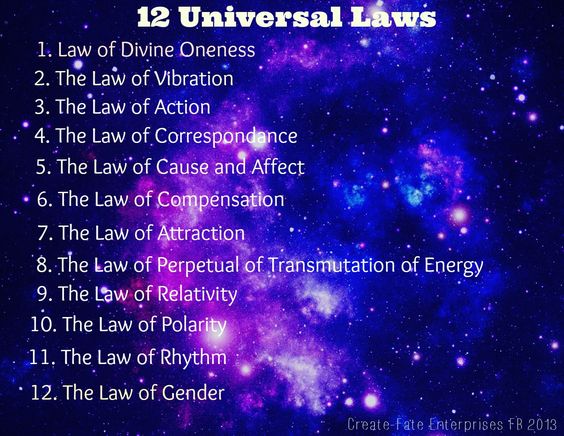 12 Universal Laws
1. Law of Divine Oneness
2. The Law of Vibration
3. The Law of Action
4. The Law of Correspondance
5. The Law of Cause and Affect
6. The Law of Compensation
7. The Law of Attraction
8. The Law of Perpetual of Transmutation of Energy
9. The Law of Relativity
10. The Law of Polarity
11. The Law of Rhythm
12. The Law of Gender
Create-Fate Enterprises FB 2013